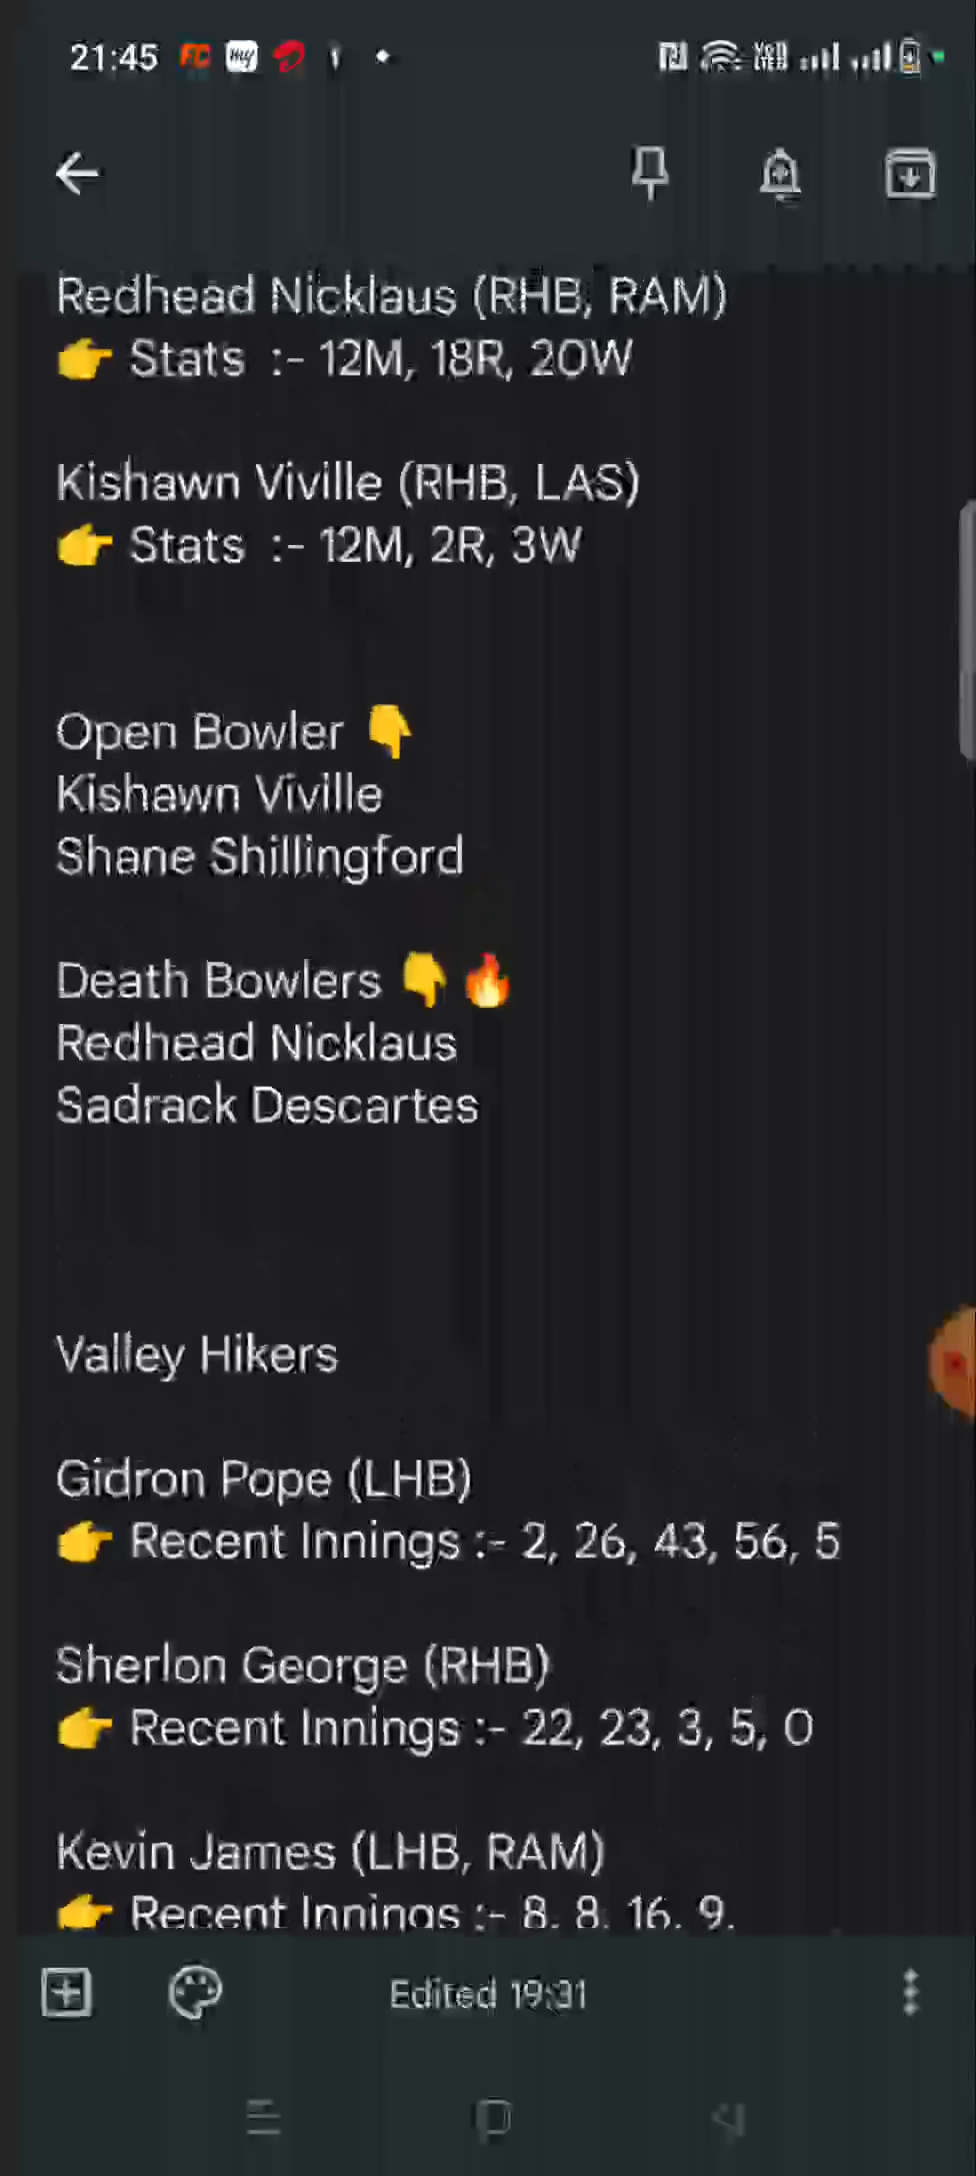 21:45
Redhead Nicklaus (RHB, RAM)
👉 Stats :- 12M, 18R, 20W
Kishawn Viville (RHB, LAS)
👉 Stats :- 12M, 2R, 3W
Open Bowler 👇
Kishawn Viville
Shane Shillingford
Death Bowlers 👇🔥
Redhead Nicklaus
Sadrack Descartes
Valley Hikers
Gidron Pope (LHB)
👉 Recent Innings :- 2, 26, 43, 56, 5
Sherlon George (RHB)
👉 Recent Innings :- 22, 23, 3, 5, 0
Kevin James (LHB, RAM)
👉 Recent Innings :- 8, 8, 16, 9,
Edited 19:31